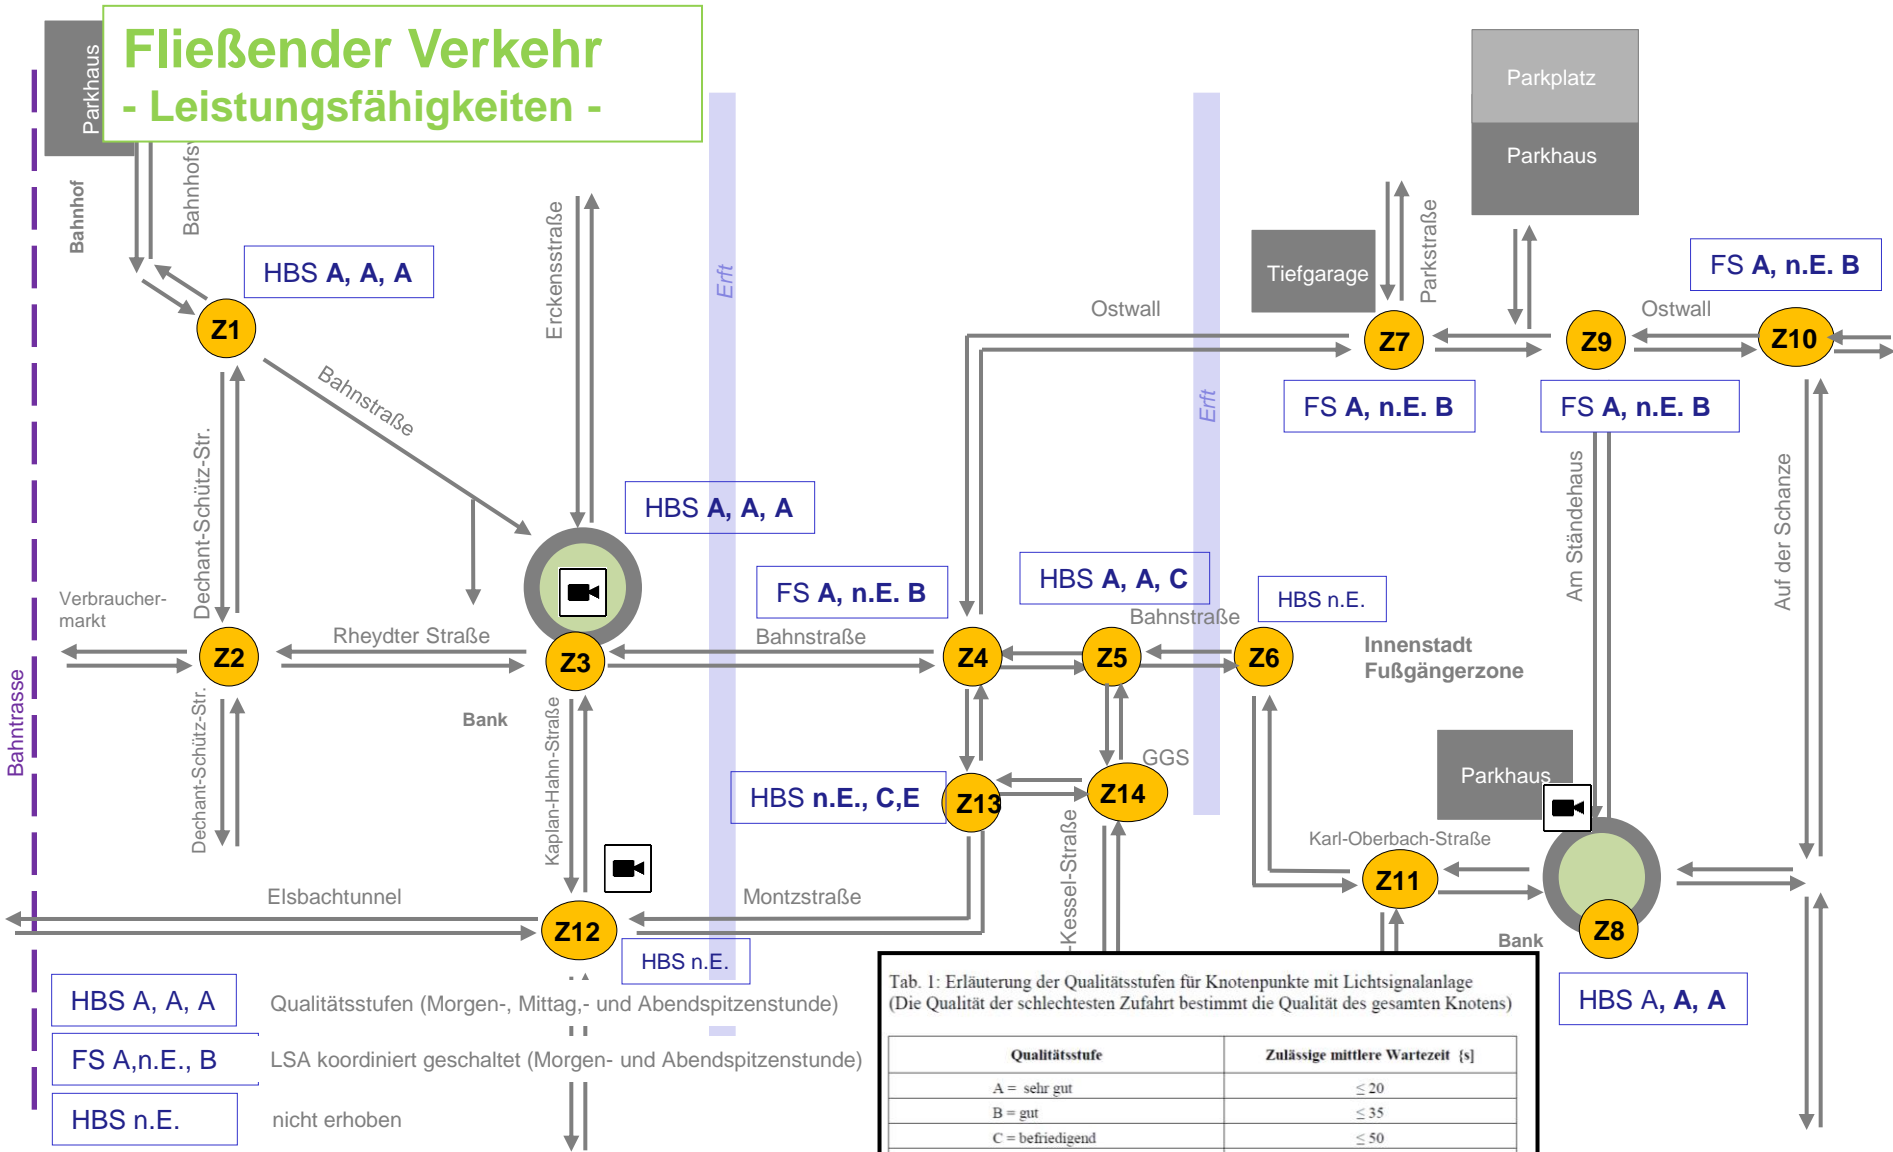 Fließender Verkehr
- Leistungsfähigkeiten -
Parkhaus
Bahnhof
Parkplatz
Parkhaus
HBS A, A, A
Z1
Erckensstraße
Erft
Tiefgarage
Parkstraße
FS A, n.E. B
Ostwall
Ostwall
Z7
Z9
Z10
Bahnstraße
Erft
FS A, n.E. B
FS A, n.E. B
Dechant-Schütz-Str.
HBS A, A, A
Am Ständehaus
Auf der Schanze
Verbraucher-
markt
FS A, n.E. B
HBS A, A, C
HBS n.E.
Rheydter Straße
Bahnstraße
Bahnstraße
Z2
Z3
Z4
Z5
Z6
Innenstadt
Fußgängerzone
Bahntrasse
Dechant-Schütz-Str.
Bank
Kaplan-Hahn-Straße
GGS
Parkhaus
HBS n.E., C,E
Z13
Z14
-Kessel-Straße
Karl-Oberbach-Straße
Z11
Elsbachtunnel
Montzstraße
Z12
Z8
Bank
HBS n.E.
HBS A, A, A
HBS A, A, A
Qualitätsstufen (Morgen-, Mittag,- und Abendspitzenstunde)
FS A,n.E., B
LSA koordiniert geschaltet (Morgen- und Abendspitzenstunde)
HBS n.E.
nicht erhoben
Tab. 1: Erläuterung der Qualitätsstufen für Knotenpunkte mit Lichtsignalanlage
(Die Qualität der schlechtesten Zufahrt bestimmt die Qualität des gesamten Knotens)
Qualitätsstufe Zulässige mittlere Wartezeit {s]
A = sehr gut ≤ 20
B = gut ≤ 35
C = befriedigend ≤ 50